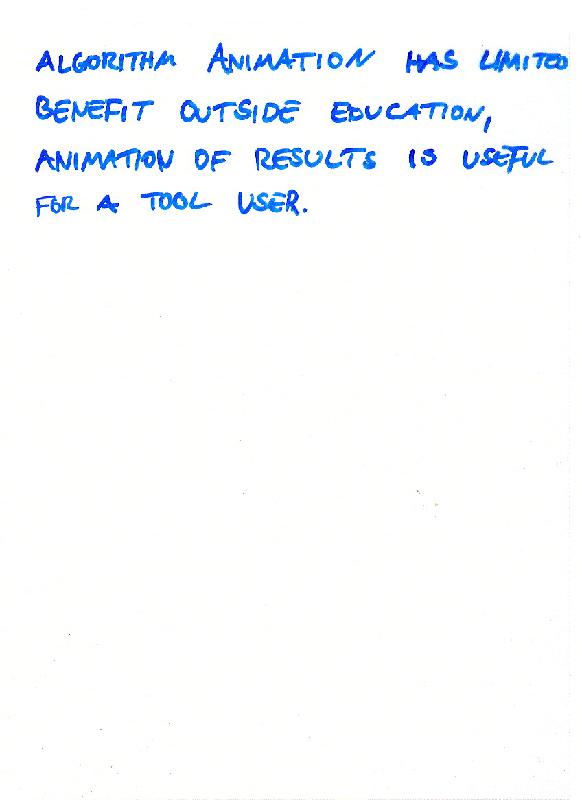 ALGORITHM ANIMATION HAS LIMITED
BENEFIT OUTSIDE EDUCATION,
ANIMATION OF RESULTS IS USEFUL
FOR A TOOL USER.